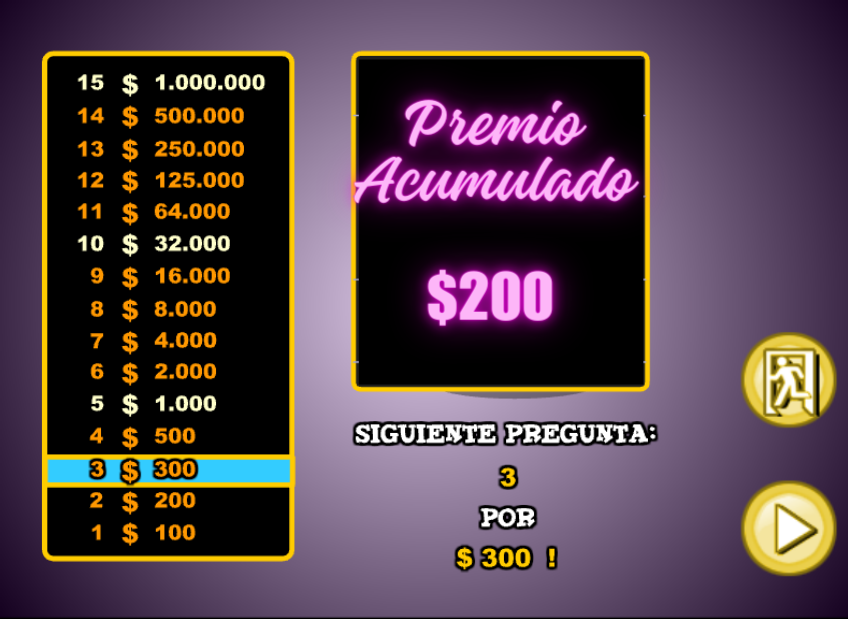 15 $ 1.000.000
14 $ 500.000
13 $ 250.000
12 $ 125.000
11 $ 64.000
10 $ 32.000
9 $ 16.000
8 $ 8.000
7 $ 4.000
6 $ 2.000
5 $ 1.000
4 $ 500
3 $ 300
2 $ 200
1 $ 100
Premio
Acumulado
$200
SIGUIENTE PREGUNTA:
3
POR
$ 300 !